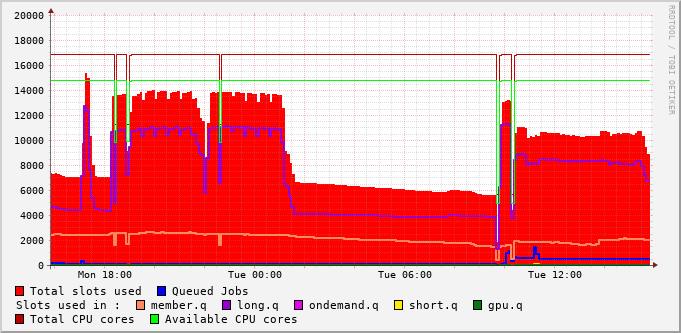 20000
18000
16000
14000
12000
10000
8000
6000
4000
2000
0
Mon 18:00 Tue 00:00 Tue 06:00 Tue 12:00
Total slots used Queued Jobs
Slots used in : member.q long.q ondemand.q short.q gpu.q
Total CPU cores Available CPU cores
RRDTOOL / TOBI OETIKER